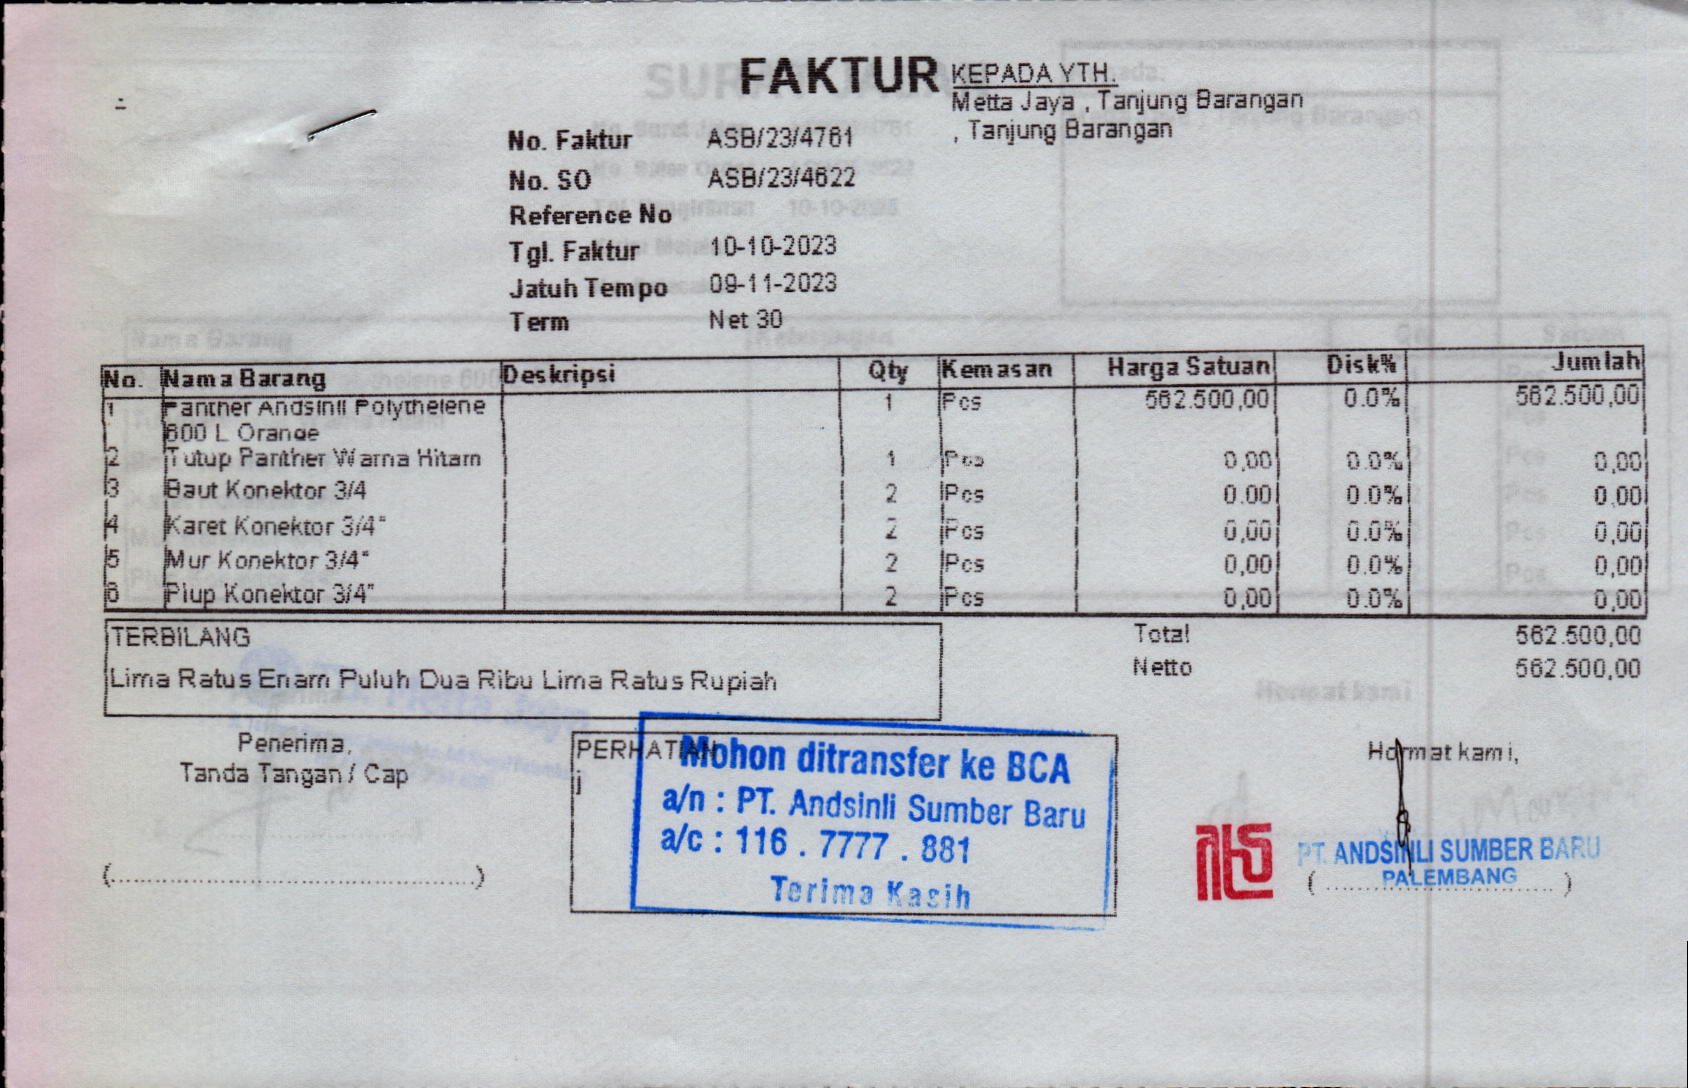 FAKTUR
KEPADA YTH.
Metta Jaya , Tanjung Barangan
, Tanjung Barangan
No. Faktur ASB/23/4761
No. SO ASB/23/4622
Reference No
Tgl. Faktur 10-10-2023
Jatuh Tempo 09-11-2023
Term Net 30
No. Nama Barang Deskripsi Qty Kemasan Harga Satuan Disk% Jumlah
1 Panther Andsinli Polythelene 1 Pcs 562.500,00 0.0% 562.500,00
600 L Orange
2 Tutup Panther Warna Hitam 1 Pcs 0,00 0.0% 0,00
3 Baut Konektor 3/4 2 Pcs 0,00 0.0% 0,00
4 Karet Konektor 3/4" 2 Pcs 0,00 0.0% 0,00
5 Mur Konektor 3/4" 2 Pcs 0,00 0.0% 0,00
6 Plup Konektor 3/4" 2 Pcs 0,00 0.0% 0,00
TERBILANG
Lima Ratus Enam Puluh Dua Ribu Lima Ratus Rupiah
Total 562.500,00
Netto 562.500,00
Penerima,
Tanda Tangan / Cap
(................................................)
PERHATIAN
j
Mohon ditransfer ke BCA
a/n : PT. Andsinli Sumber Baru
a/c : 116 . 7777 . 881
Terima Kasih
Hormat kami,
PT. ANDSINLI SUMBER BARU
PALEMBANG
( .................................. )